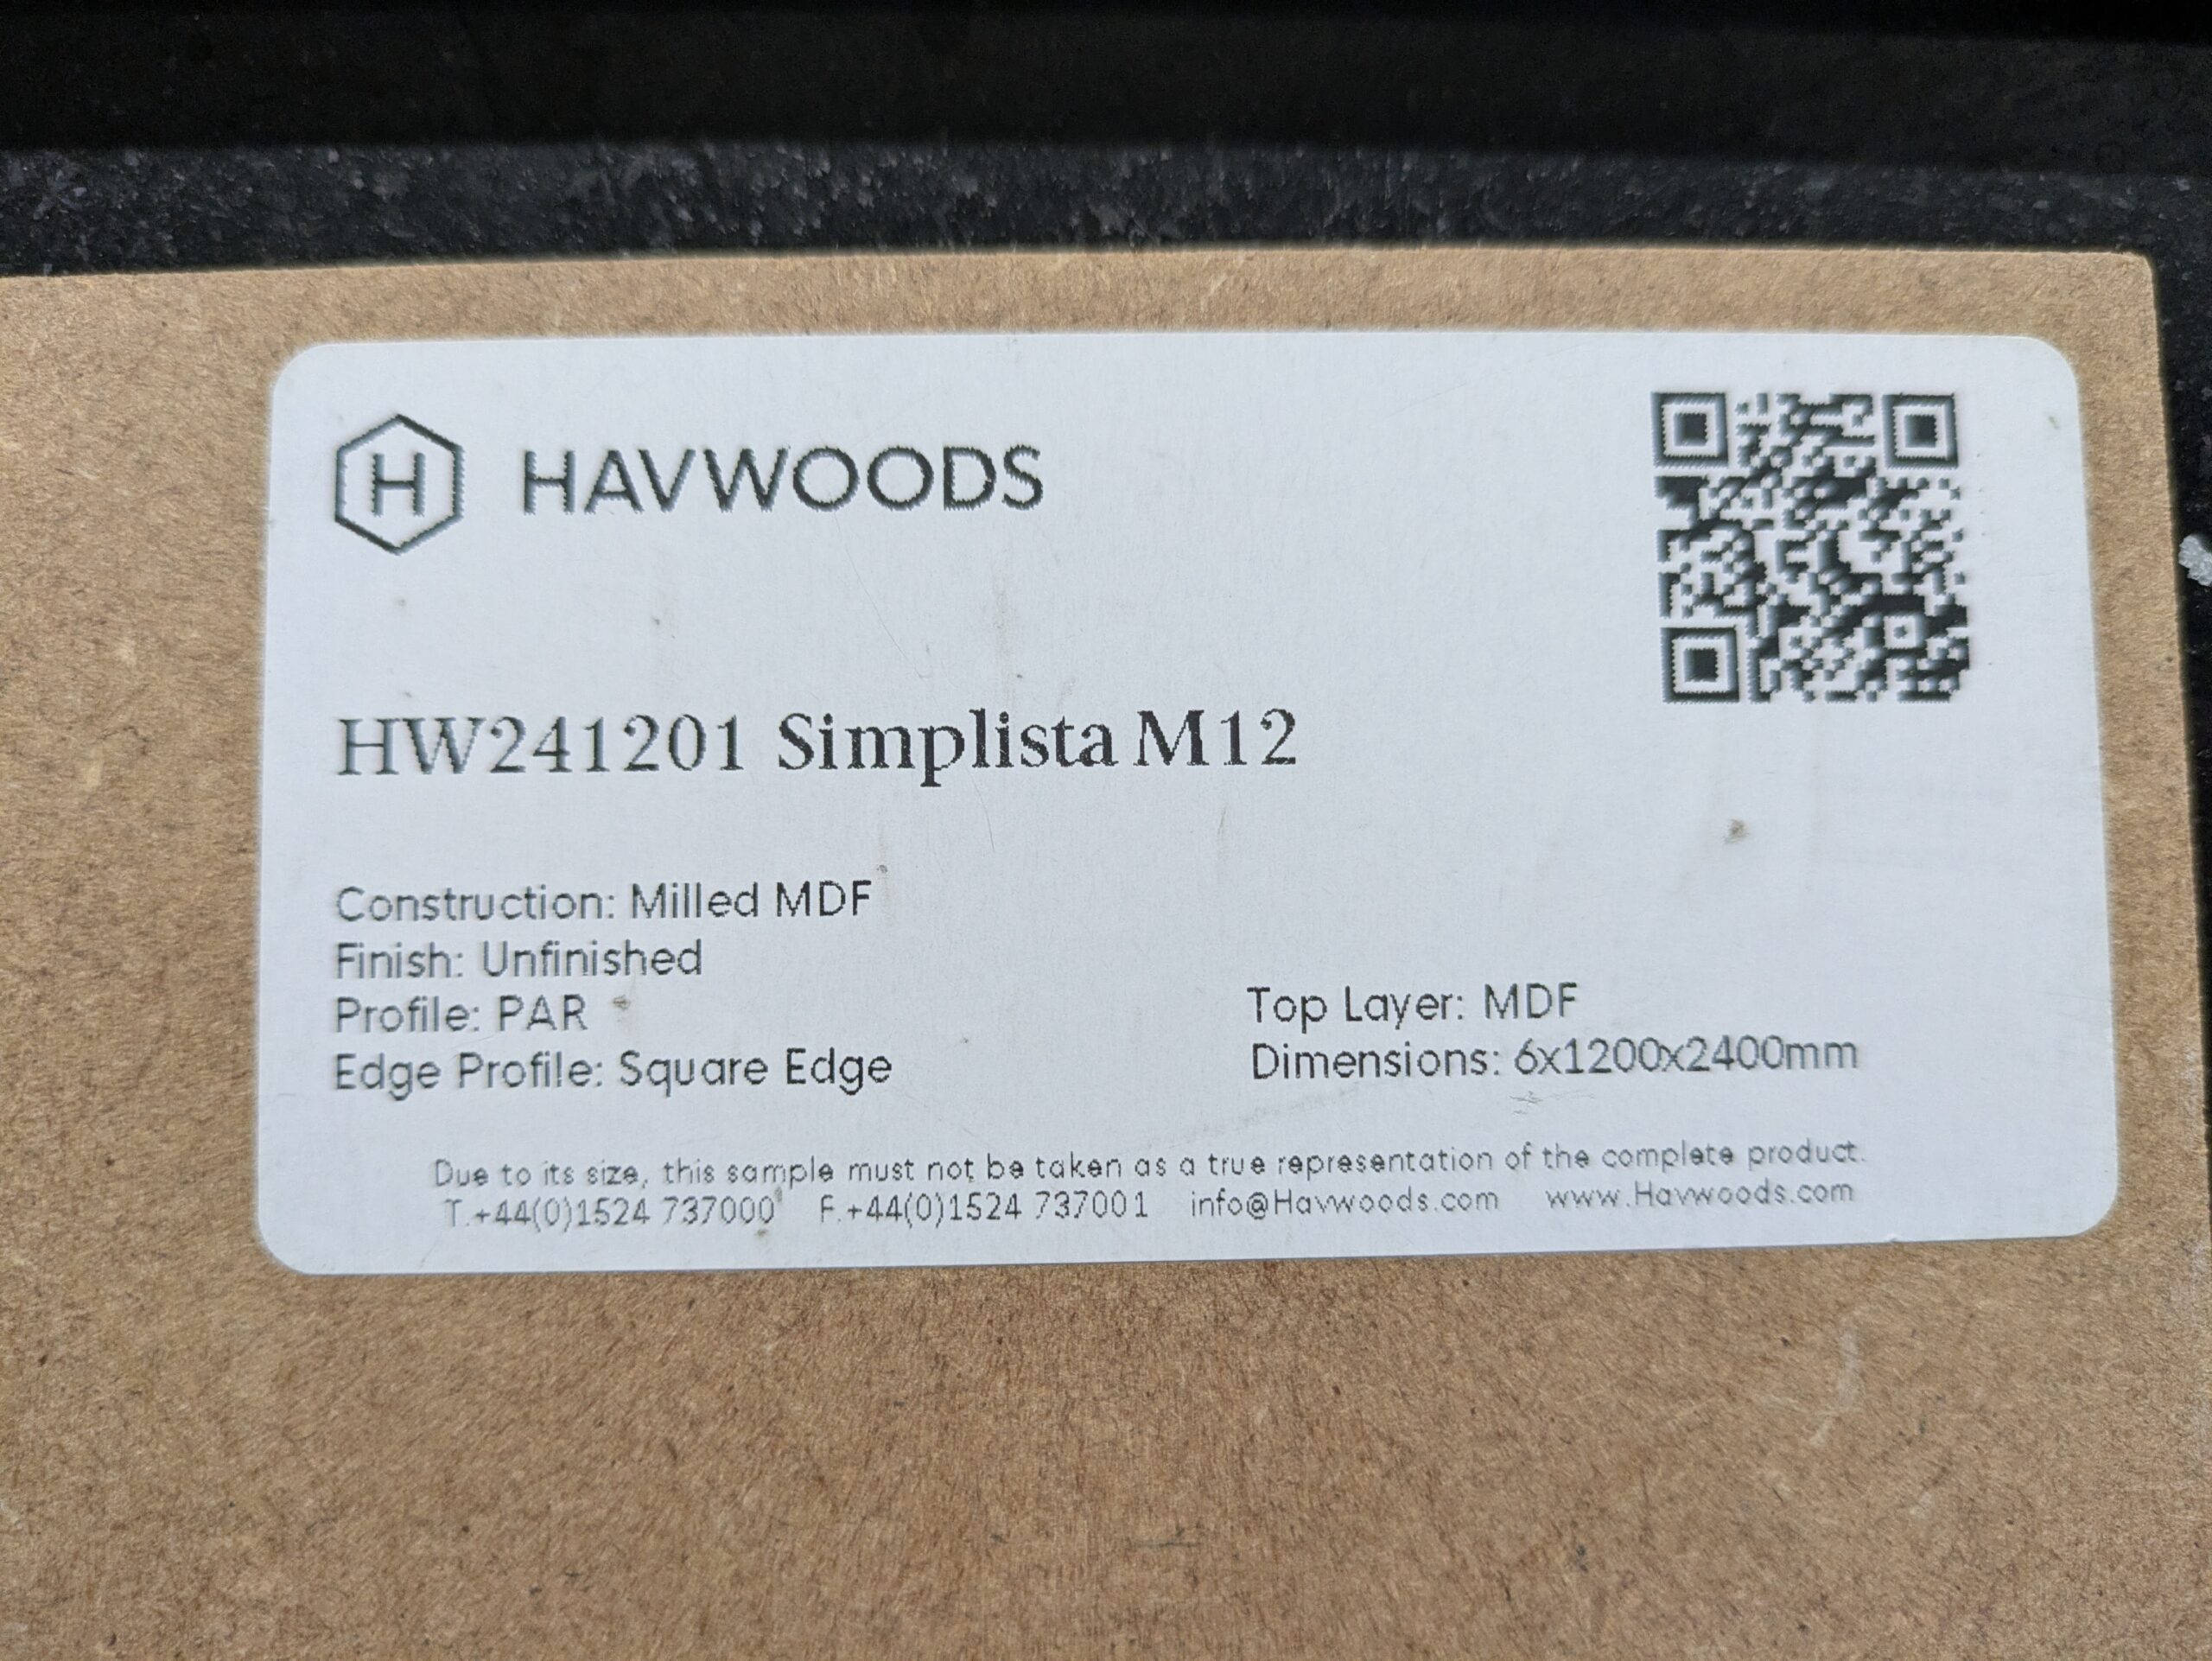 H HAVWOODS
HW241201 Simplista M12
Construction: Milled MDF
Finish: Unfinished
Profile: PAR
Edge Profile: Square Edge
Top Layer: MDF
Dimensions: 6x1200x2400mm
Due to its size, this sample must not be taken as a true representation of the complete product.
T.+44(0)1524 737000 F.+44(0)1524 737001 info@Havwoods.com www.Havwoods.com